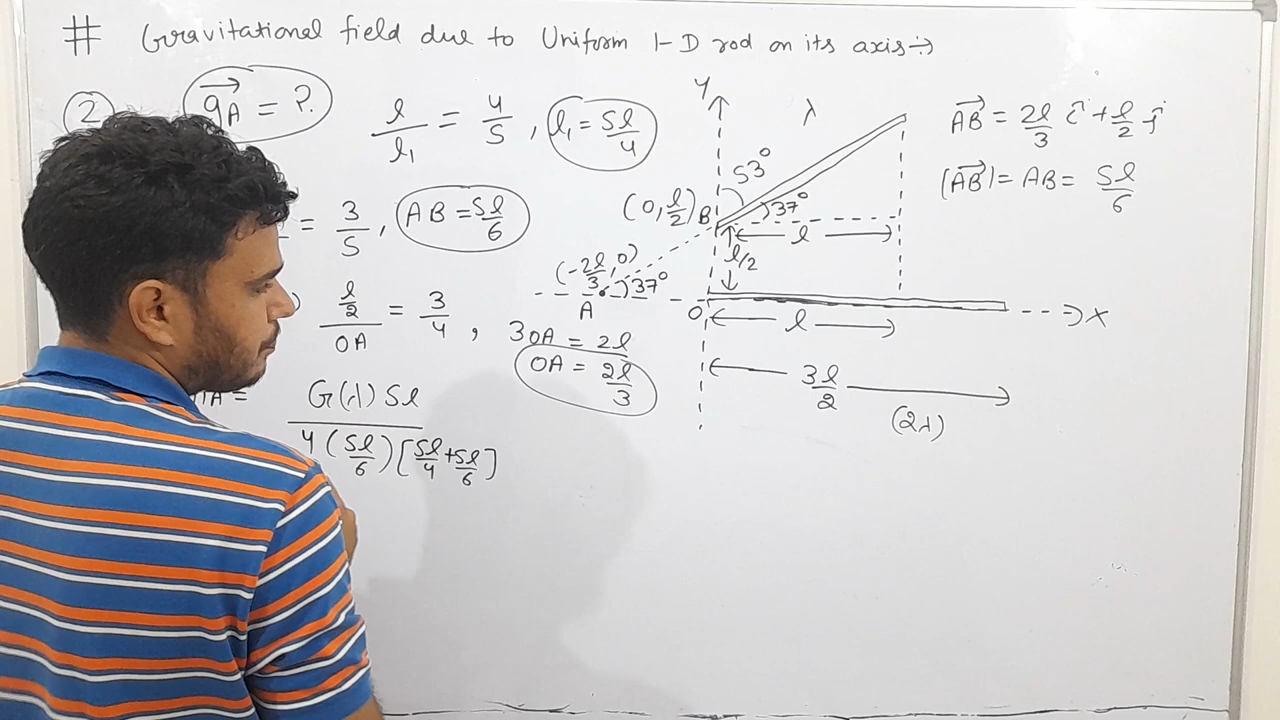 # Gravitational field due to Uniform 1-D rod on its axis :→
2
gA = ?
l/l₁ = 4/5 , l₁ = 5l/4
= 3/5 , AB = 5l/6
(l/2)/OA = 3/4 , 3OA = 2l
OA = 2l/3
= G(λ)5l / 4(5l/6)[5l/4 + 5l/6]
Y
λ
53°
37°
(0, l/2) B
l
l/2
(-2l/3, 0)
37°
A
O
X
l
3l/2
(2λ)
AB = 2l/3 î + l/2 ĵ
|AB| = AB = 5l/6